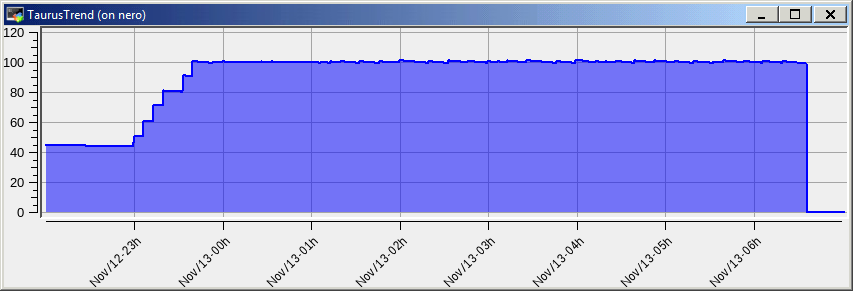 TaurusTrend (on nero)
120
100
80
60
40
20
0
Nov/12-23h
Nov/13-00h
Nov/13-01h
Nov/13-02h
Nov/13-03h
Nov/13-04h
Nov/13-05h
Nov/13-06h